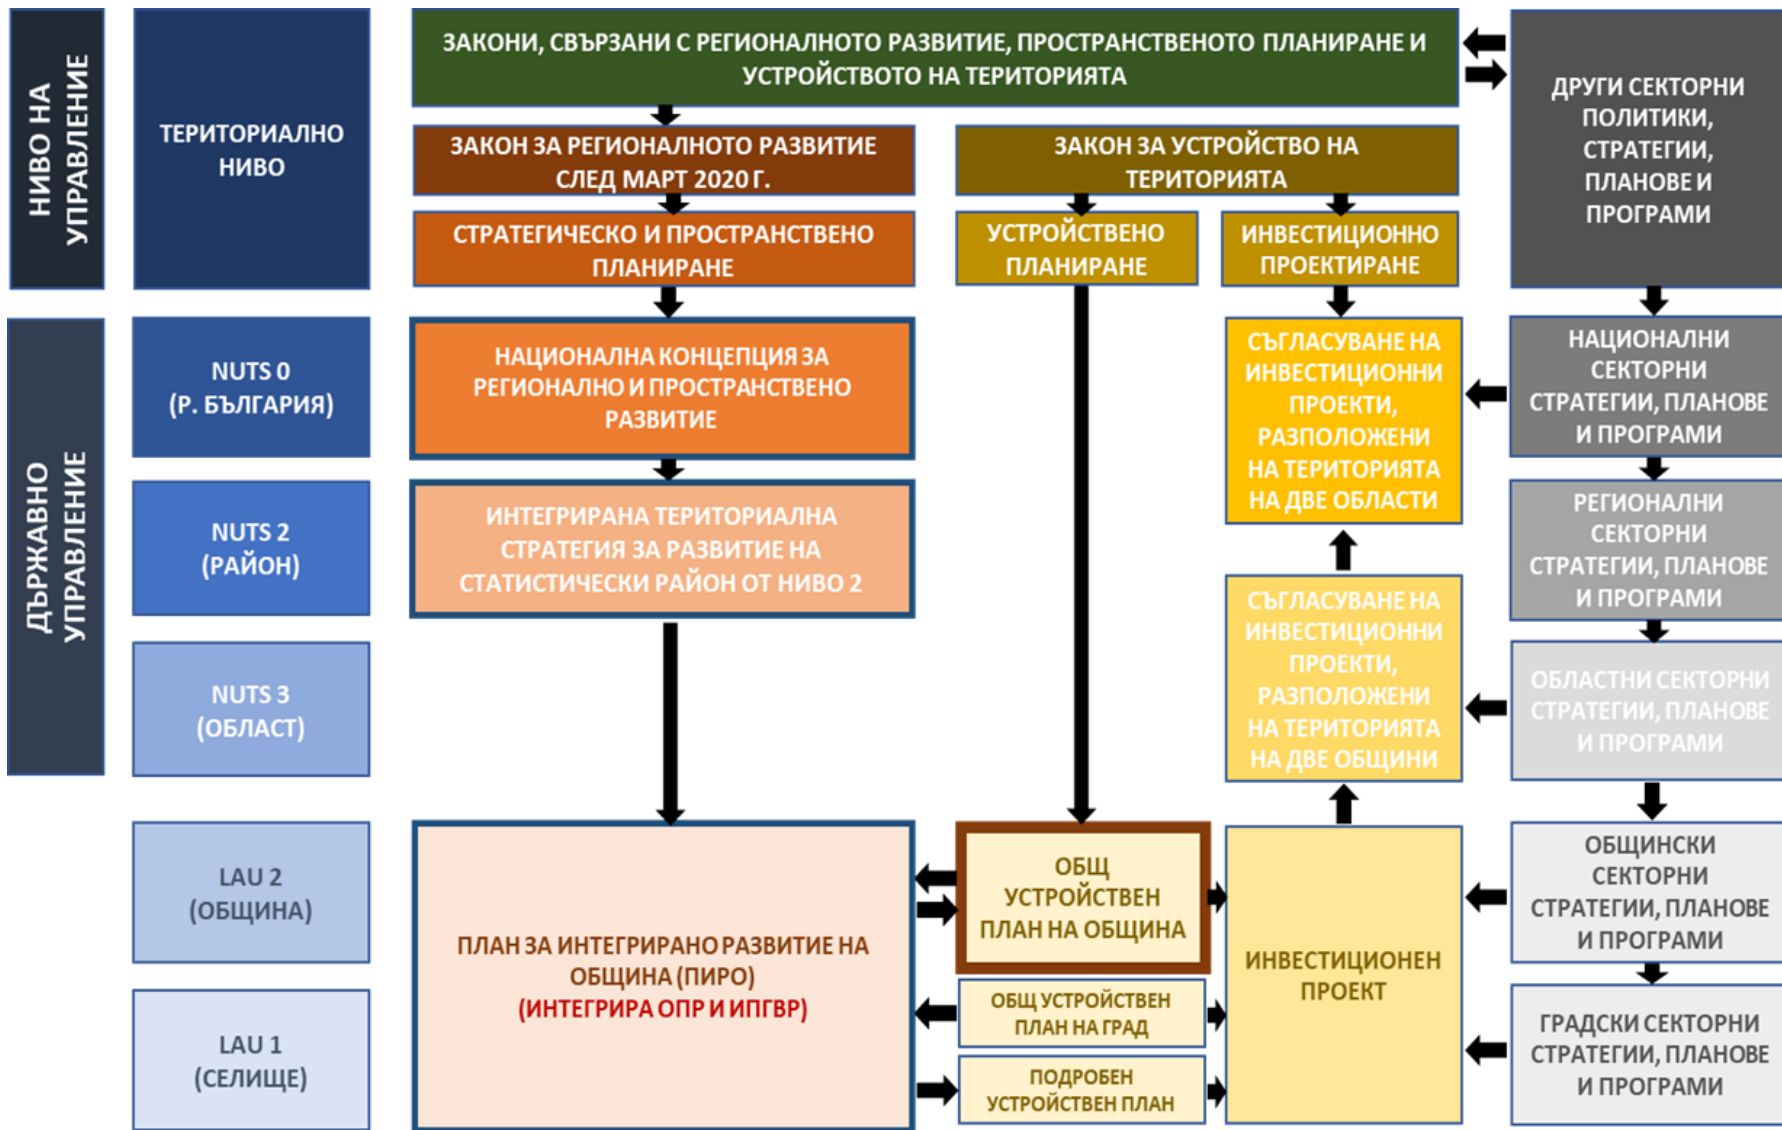 НИВО НА
УПРАВЛЕНИЕ
ТЕРИТОРИАЛНО
НИВО
ЗАКОНИ, СВЪРЗАНИ С РЕГИОНАЛНОТО РАЗВИТИЕ, ПРОСТРАНСТВЕНОТО ПЛАНИРАНЕ И
УСТРОЙСТВОТО НА ТЕРИТОРИЯТА
ДРУГИ СЕКТОРНИ
ПОЛИТИКИ,
СТРАТЕГИИ,
ПЛАНОВЕ И
ПРОГРАМИ
ЗАКОН ЗА РЕГИОНАЛНОТО РАЗВИТИЕ
СЛЕД МАРТ 2020 Г.
ЗАКОН ЗА УСТРОЙСТВО НА
ТЕРИТОРИЯТА
СТРАТЕГИЧЕСКО И ПРОСТРАНСТВЕНО
ПЛАНИРАНЕ
УСТРОЙСТВЕНО
ПЛАНИРАНЕ
ИНВЕСТИЦИОННО
ПРОЕКТИРАНЕ
ДЪРЖАВНО
УПРАВЛЕНИЕ
NUTS 0
(Р. БЪЛГАРИЯ)
НАЦИОНАЛНА КОНЦЕПЦИЯ ЗА
РЕГИОНАЛНО И ПРОСТРАНСТВЕНО
РАЗВИТИЕ
СЪГЛАСУВАНЕ НА
ИНВЕСТИЦИОННИ
ПРОЕКТИ,
РАЗПОЛОЖЕНИ
НА ТЕРИТОРИЯТА
НА ДВЕ ОБЛАСТИ
НАЦИОНАЛНИ
СЕКТОРНИ
СТРАТЕГИИ, ПЛАНОВЕ
И ПРОГРАМИ
NUTS 2
(РАЙОН)
ИНТЕГРИРАНА ТЕРИТОРИАЛНА
СТРАТЕГИЯ ЗА РАЗВИТИЕ НА
СТАТИСТИЧЕСКИ РАЙОН ОТ НИВО 2
РЕГИОНАЛНИ
СЕКТОРНИ
СТРАТЕГИИ, ПЛАНОВЕ
И ПРОГРАМИ
NUTS 3
(ОБЛАСТ)
СЪГЛАСУВАНЕ НА
ИНВЕСТИЦИОННИ
ПРОЕКТИ,
РАЗПОЛОЖЕНИ
НА ТЕРИТОРИЯТА
НА ДВЕ ОБЩИНИ
ОБЛАСТНИ СЕКТОРНИ
СТРАТЕГИИ, ПЛАНОВЕ
И ПРОГРАМИ
LAU 2
(ОБЩИНА)
ПЛАН ЗА ИНТЕГРИРАНО РАЗВИТИЕ НА
ОБЩИНА (ПИРО)
(ИНТЕГРИРА ОПР И ИПГВР)
ОБЩ
УСТРОЙСТВЕН
ПЛАН НА ОБЩИНА
ИНВЕСТИЦИОНЕН
ПРОЕКТ
ОБЩИНСКИ
СЕКТОРНИ
СТРАТЕГИИ, ПЛАНОВЕ
И ПРОГРАМИ
LAU 1
(СЕЛИЩЕ)
ОБЩ УСТРОЙСТВЕН
ПЛАН НА ГРАД
ПОДРОБЕН
УСТРОЙСТВЕН ПЛАН
ГРАДСКИ СЕКТОРНИ
СТРАТЕГИИ, ПЛАНОВЕ
И ПРОГРАМИ